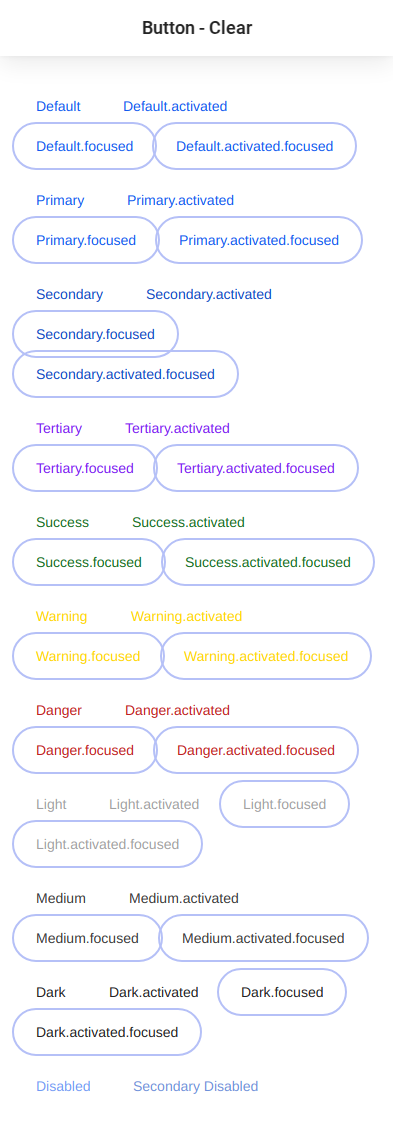 Button - Clear
Default Default.activated
Default.focused Default.activated.focused
Primary Primary.activated
Primary.focused Primary.activated.focused
Secondary Secondary.activated
Secondary.focused
Secondary.activated.focused
Tertiary Tertiary.activated
Tertiary.focused Tertiary.activated.focused
Success Success.activated
Success.focused Success.activated.focused
Warning Warning.activated
Warning.focused Warning.activated.focused
Danger Danger.activated
Danger.focused Danger.activated.focused
Light Light.activated Light.focused
Light.activated.focused
Medium Medium.activated
Medium.focused Medium.activated.focused
Dark Dark.activated Dark.focused
Dark.activated.focused
Disabled Secondary Disabled